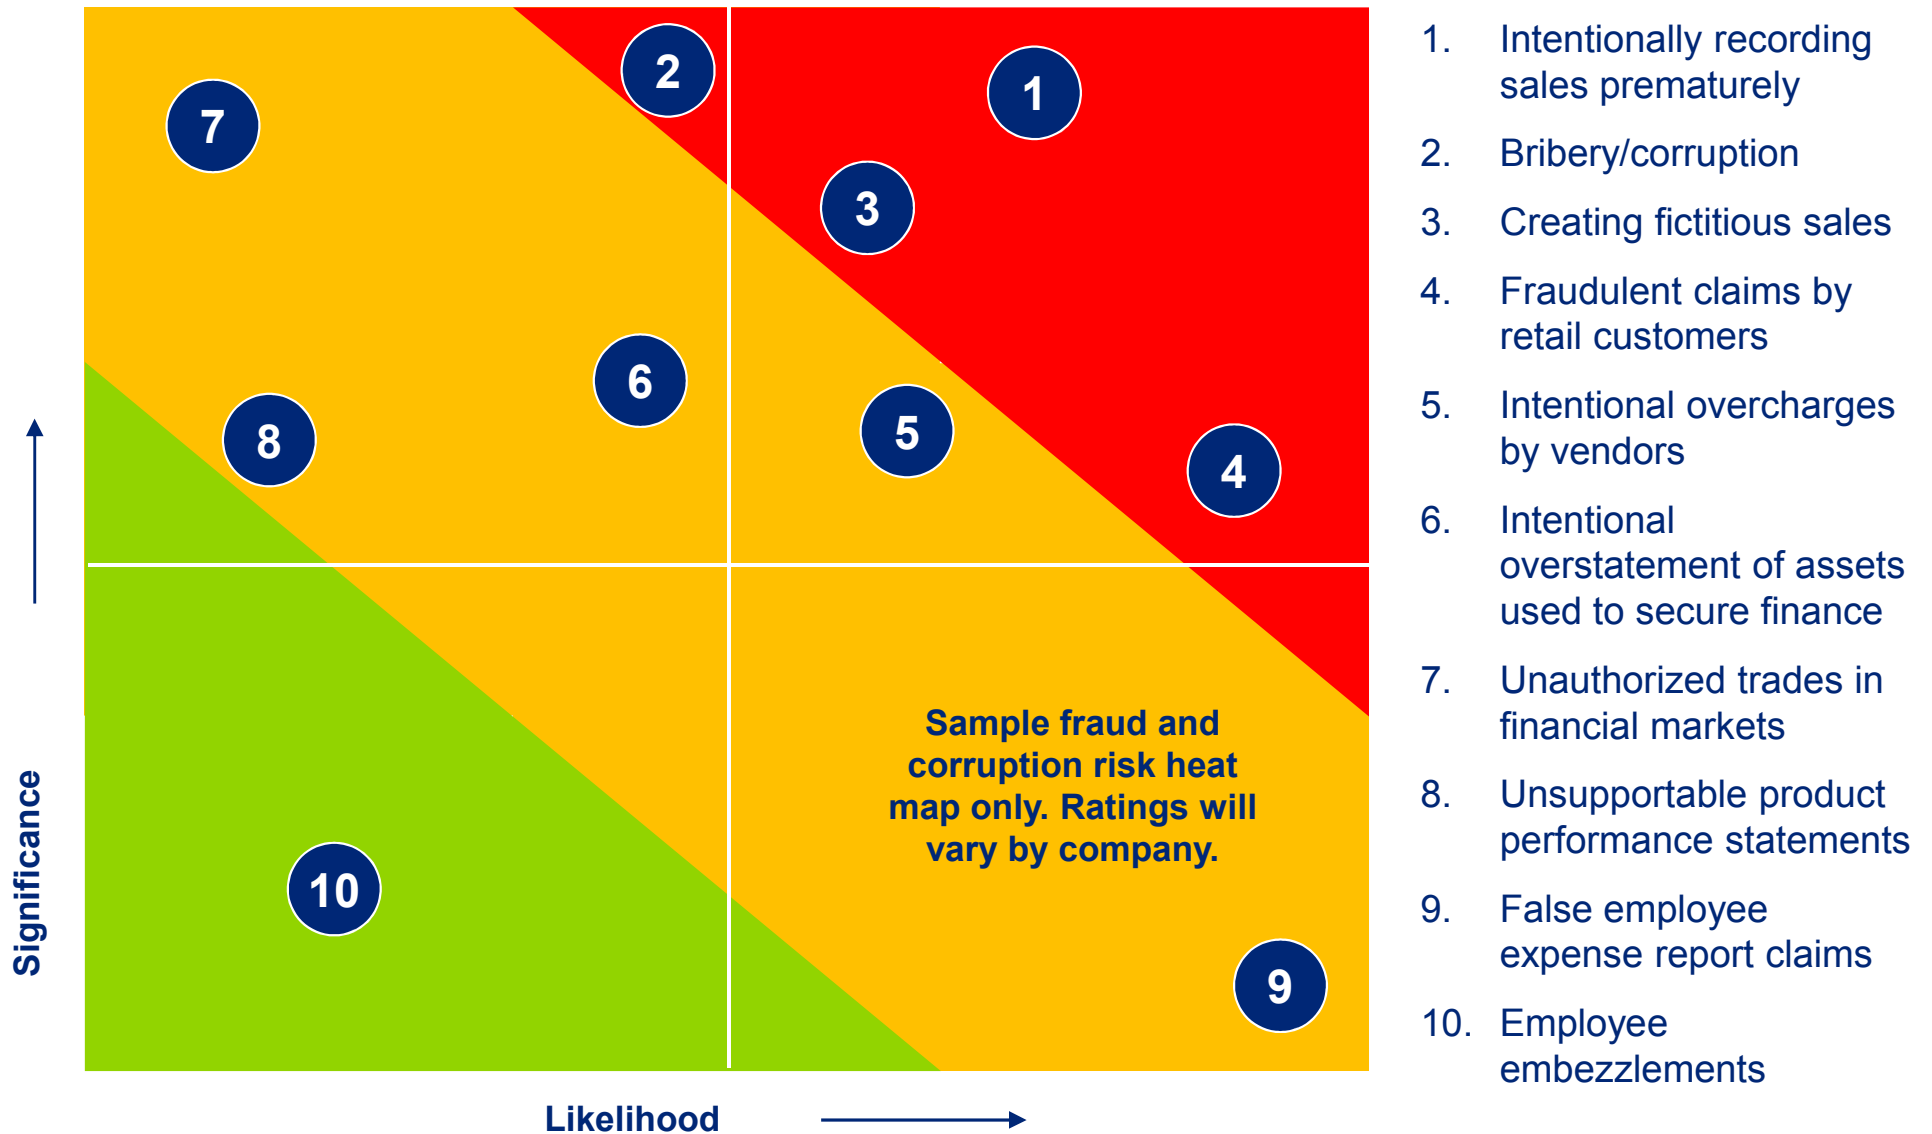 2
1
7
3
6
8
5
4
Sample fraud and
corruption risk heat
map only. Ratings will
vary by company.
10
9
Significance
Likelihood
1. Intentionally recording
sales prematurely
2. Bribery/corruption
3. Creating fictitious sales
4. Fraudulent claims by
retail customers
5. Intentional overcharges
by vendors
6. Intentional
overstatement of assets
used to secure finance
7. Unauthorized trades in
financial markets
8. Unsupportable product
performance statements
9. False employee
expense report claims
10. Employee
embezzlements